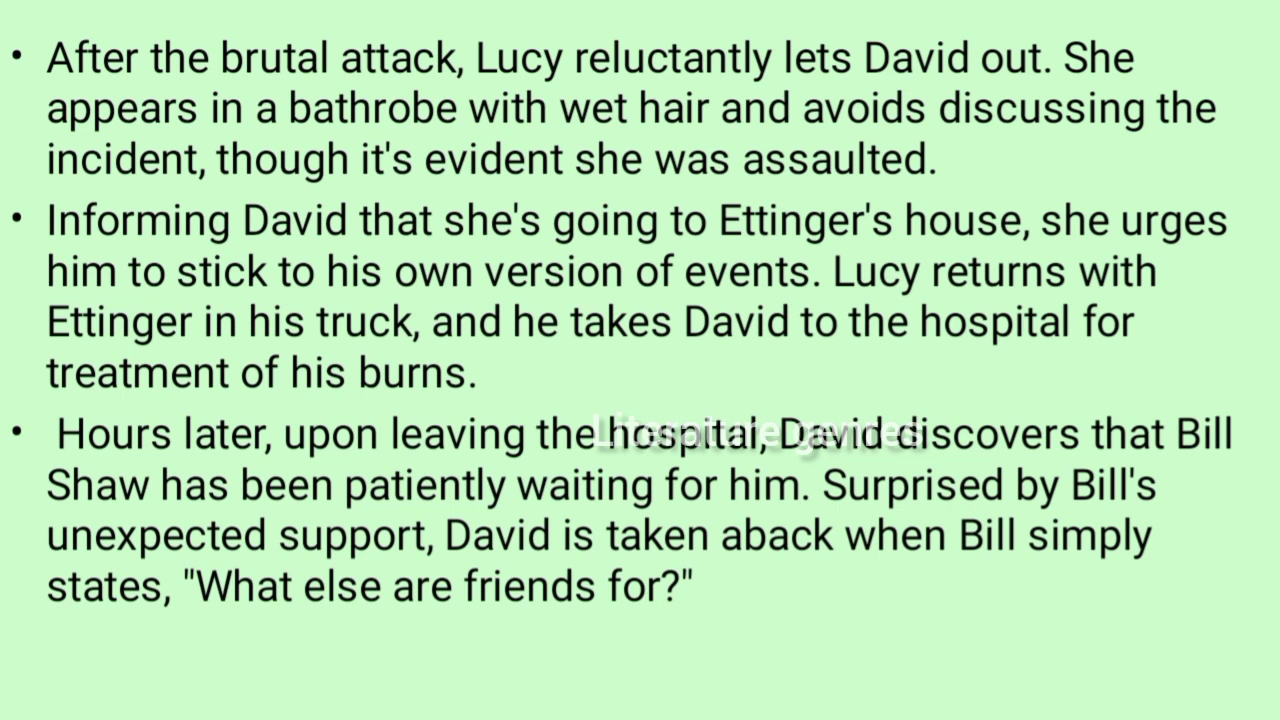 • After the brutal attack, Lucy reluctantly lets David out. She
appears in a bathrobe with wet hair and avoids discussing the
incident, though it's evident she was assaulted.
• Informing David that she's going to Ettinger's house, she urges
him to stick to his own version of events. Lucy returns with
Ettinger in his truck, and he takes David to the hospital for
treatment of his burns.
• Hours later, upon leaving the hospital, David discovers that Bill
Shaw has been patiently waiting for him. Surprised by Bill's
unexpected support, David is taken aback when Bill simply
states, "What else are friends for?"
Literature genres